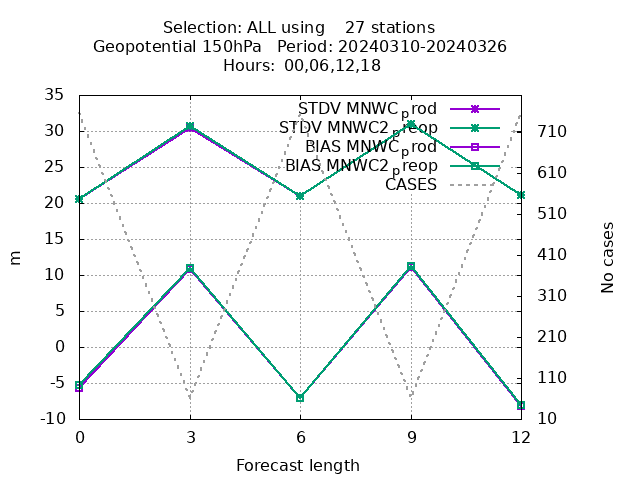 Selection: ALL using    27 stations
Geopotential 150hPa   Period: 20240310-20240326
Hours: 00,06,12,18
STDV MNWC_prod
STDV MNWC2_preop
BIAS MNWC_prod
BIAS MNWC2_preop
CASES
35
30
25
20
15
10
5
0
-5
-10
m
710
610
510
410
310
210
110
10
No cases
0 3 6 9 12
Forecast length